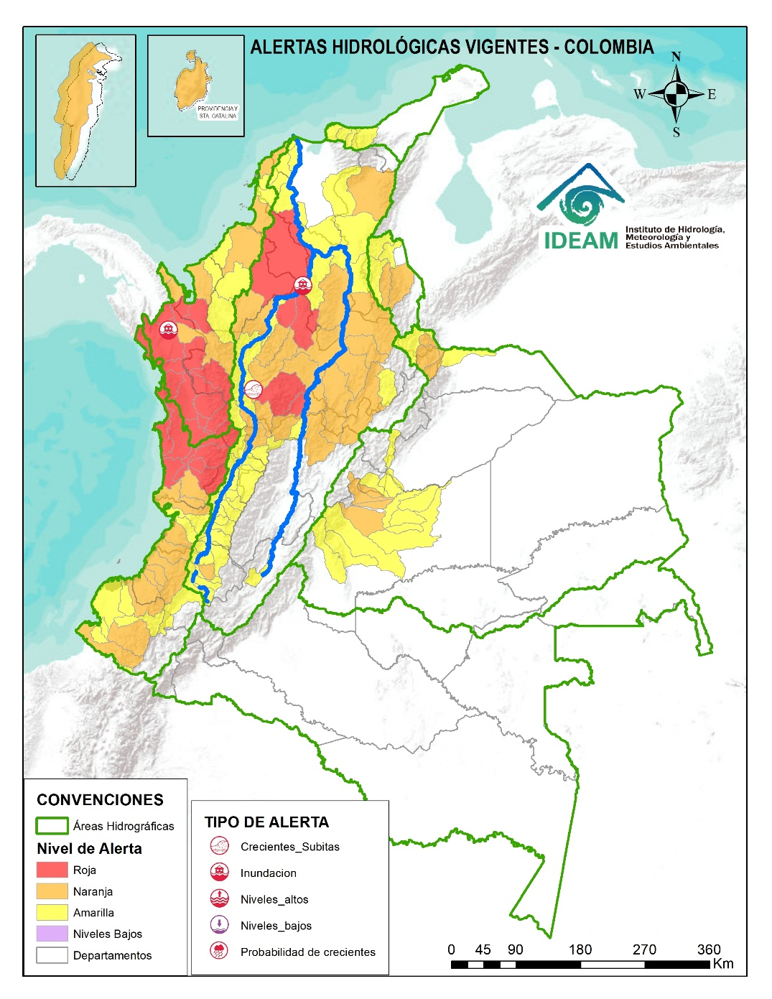 ALERTAS HIDROLÓGICAS VIGENTES - COLOMBIA
PROVIDENCIA Y
STA. CATALINA
N
W
E
S
IDEAM
Instituto de Hidrología,
Meteorología y
Estudios Ambientales
CONVENCIONES
Áreas Hidrográficas
Nivel de Alerta
Roja
Naranja
Amarilla
Niveles Bajos
Departamentos
TIPO DE ALERTA
Crecientes_Subitas
Inundacion
Niveles_altos
Niveles_bajos
Probabilidad de crecientes
0 45 90 180 270 360
Km